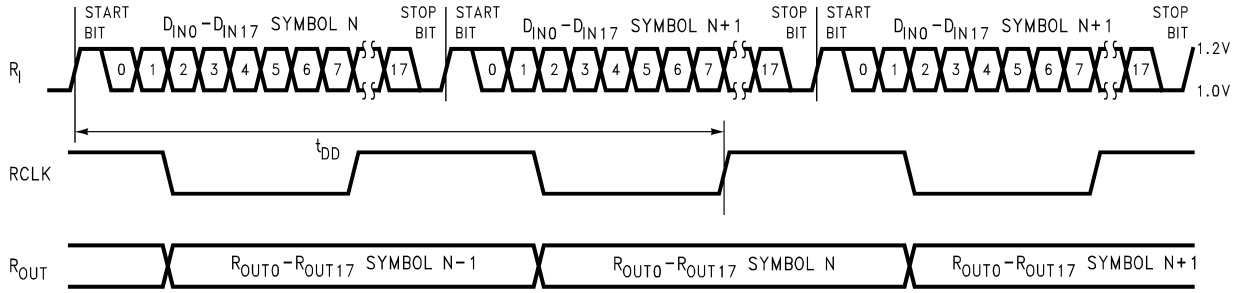 START BIT D_IN0–D_IN17 SYMBOL N STOP BIT START BIT D_IN0–D_IN17 SYMBOL N+1 STOP BIT START BIT D_IN0–D_IN17 SYMBOL N+1 STOP BIT
R_I 0 1 2 3 4 5 6 7 17 0 1 2 3 4 5 6 7 17 0 1 2 3 4 5 6 7 17
1.2V
1.0V
t_DD
RCLK
R_OUT R_OUT0–R_OUT17 SYMBOL N-1 R_OUT0–R_OUT17 SYMBOL N R_OUT0–R_OUT17 SYMBOL N+1